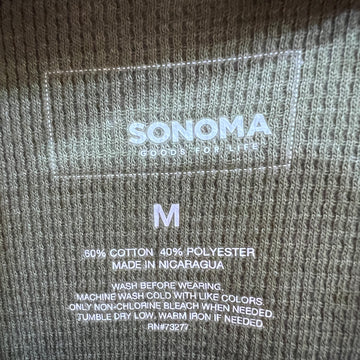 SONOMA
GOODS FOR LIFE
M
60% COTTON 40% POLYESTER
MADE IN NICARAGUA
WASH BEFORE WEARING,
MACHINE WASH COLD WITH LIKE COLORS.
ONLY NON-CHLORINE BLEACH WHEN NEEDED.
TUMBLE DRY LOW, WARM IRON IF NEEDED.
RN#73277